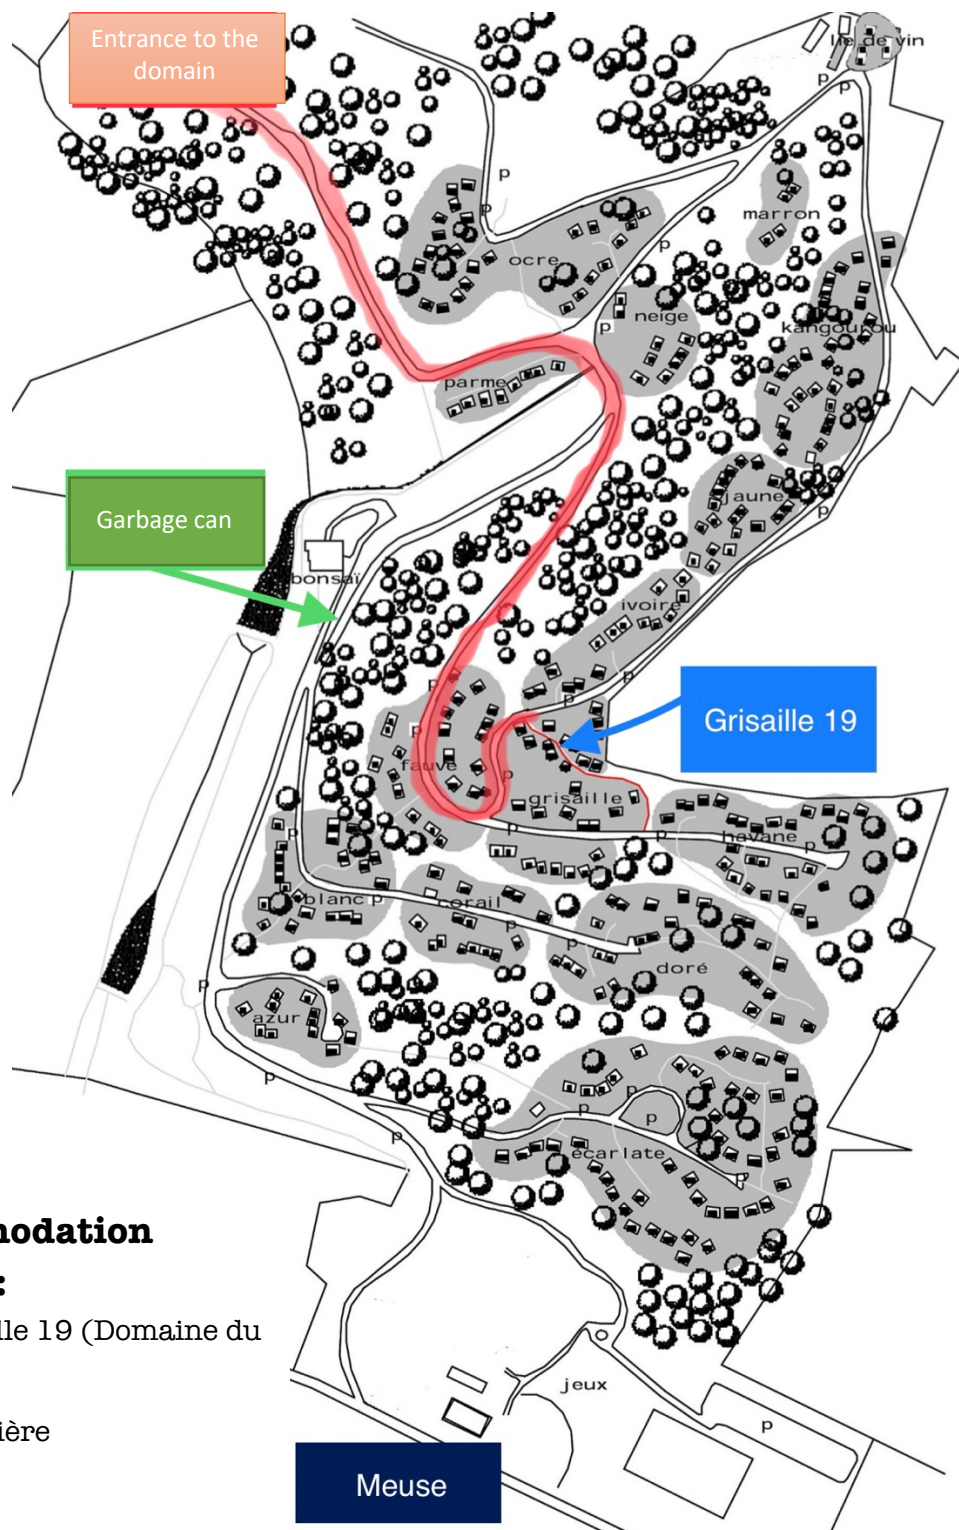 Entrance to the
domain
Ile de vin
p
p
p
p
marron
p
ocre
p
kangourou
neige
p
parme
jaune
p
Garbage can
bonsaï
ivoire
p
p
p
Grisaille 19
p
fauve
p
grisaille
p
p
havane
p
p
blanc
p
corail
p
p
doré
p
azur
p
p
p
p
p
écarlate
p
nodation
:
lle 19 (Domaine du
ière
jeux
p
Meuse